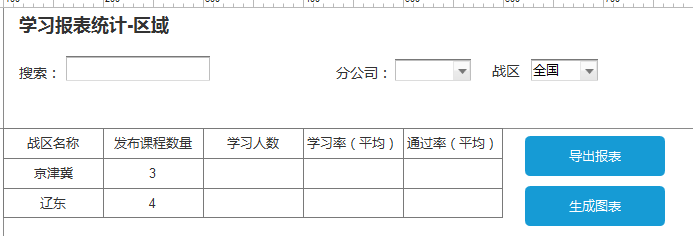 学习报表统计-区域
搜索：
分公司：
战区 全国
战区名称 发布课程数量 学习人数 学习率（平均） 通过率（平均）
京津冀 3
辽东 4
导出报表
生成图表